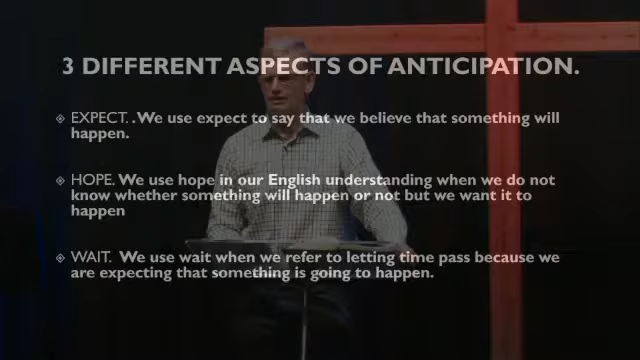 3 DIFFERENT ASPECTS OF ANTICIPATION.
EXPECT. .We use expect to say that we believe that something will
happen.
HOPE. We use hope in our English understanding when we do not
know whether something will happen or not but we want it to
happen
WAIT.  We use wait when we refer to letting time pass because we
are expecting that something is going to happen.